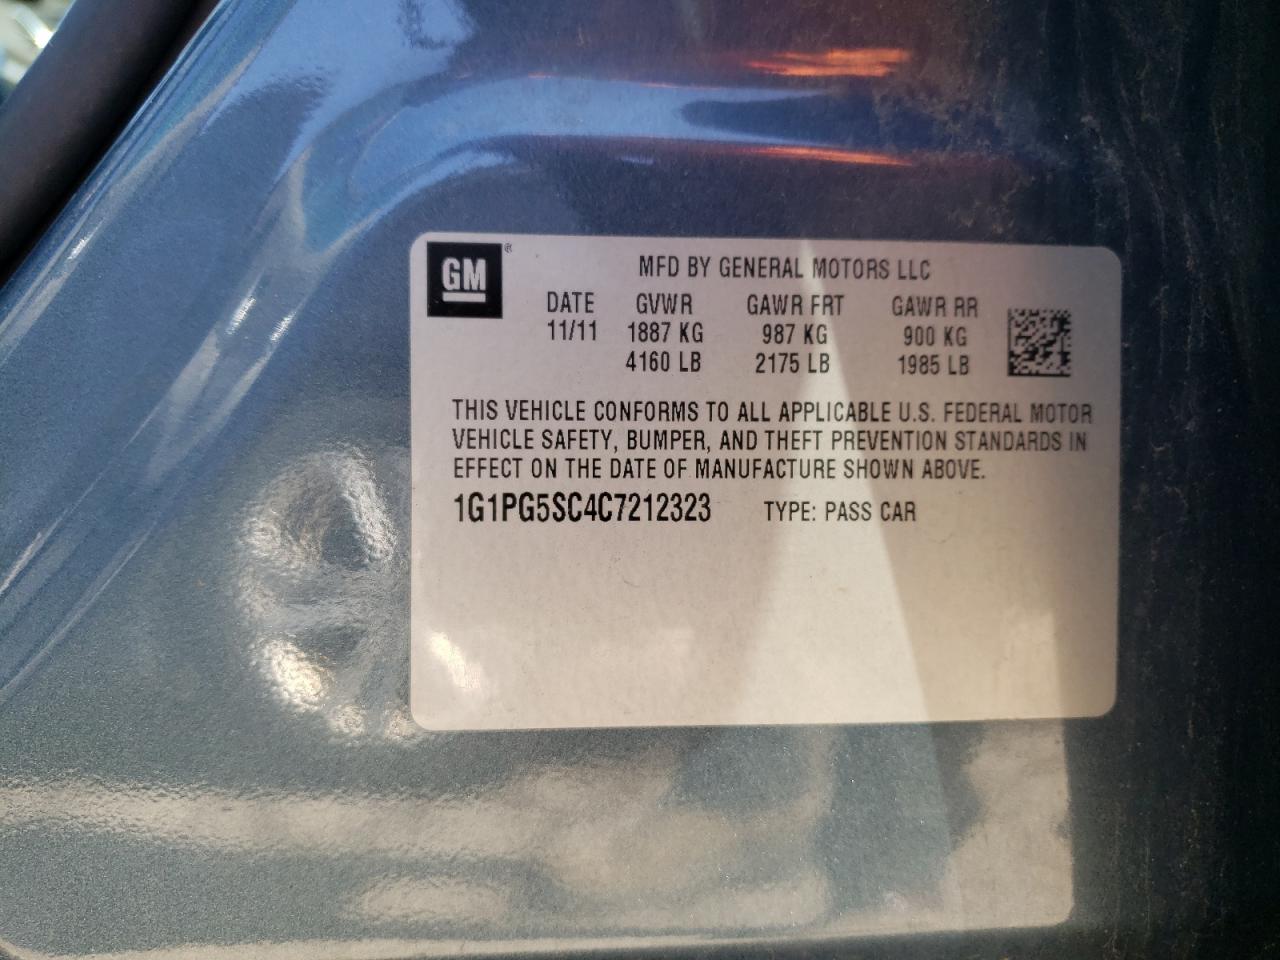 GM®
MFD BY GENERAL MOTORS LLC
DATE GVWR GAWR FRT GAWR RR
11/11 1887 KG 987 KG 900 KG
4160 LB 2175 LB 1985 LB
THIS VEHICLE CONFORMS TO ALL APPLICABLE U.S. FEDERAL MOTOR
VEHICLE SAFETY, BUMPER, AND THEFT PREVENTION STANDARDS IN
EFFECT ON THE DATE OF MANUFACTURE SHOWN ABOVE.
1G1PG5SC4C7212323 TYPE: PASS CAR